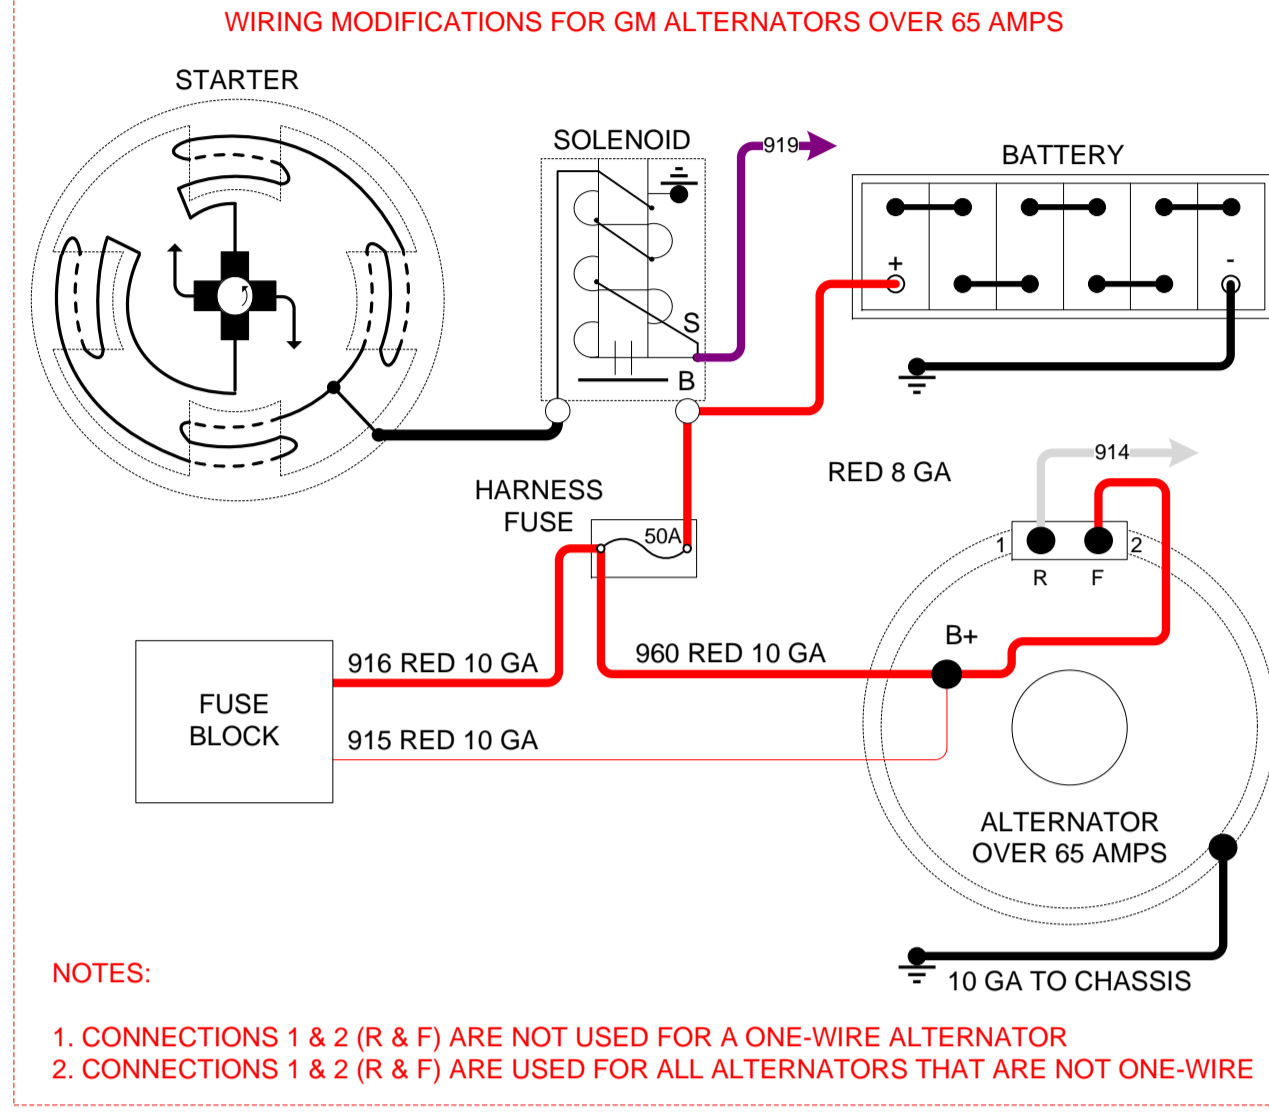 WIRING MODIFICATIONS FOR GM ALTERNATORS OVER 65 AMPS
STARTER
SOLENOID
919
BATTERY
+
-
S
B
914
RED 8 GA
HARNESS
FUSE
50A
1
2
R
F
B+
916 RED 10 GA
960 RED 10 GA
FUSE
BLOCK
915 RED 10 GA
ALTERNATOR
OVER 65 AMPS
10 GA TO CHASSIS
NOTES:
1. CONNECTIONS 1 & 2 (R & F) ARE NOT USED FOR A ONE-WIRE ALTERNATOR
2. CONNECTIONS 1 & 2 (R & F) ARE USED FOR ALL ALTERNATORS THAT ARE NOT ONE-WIRE